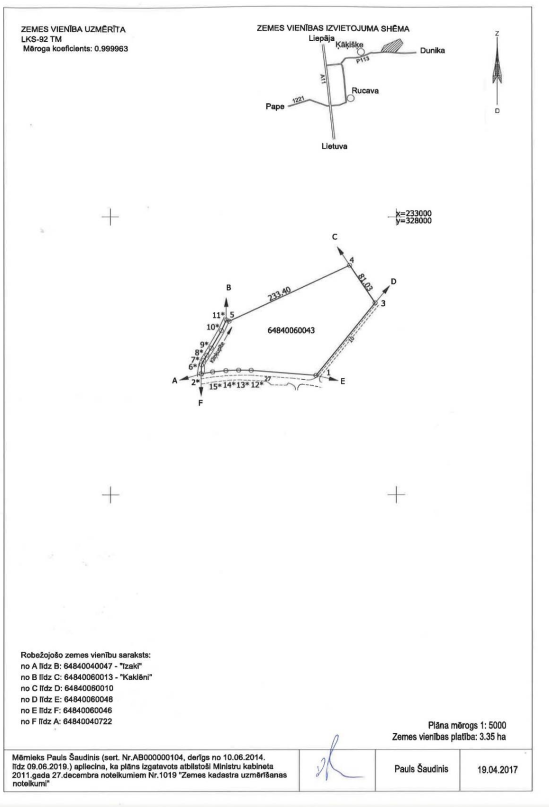 ZEMES VIENĪBA UZMĒRĪTA
LKS-92 TM
Mēroga koeficients: 0.999963
ZEMES VIENĪBAS IZVIETOJUMA SHĒMA
Liepāja
Ķāķišķe
Dunika
P113
A11
Rucava
1221
Pape
Lietuva
Z
D
x=233000
y=328000
C
4
81.03
D
3
233.40
B
11*
5
10*
64840060043
10
9*
8*
7*
6*
A
2*
15*
14*
13*
12*
27
1
E
F
Robežojošo zemes vienību saraksts:
no A līdz B: 64840040047 - "Izaki"
no B līdz C: 64840060013 - "Kaklēni"
no C līdz D: 64840060010
no D līdz E: 64840060048
no E līdz F: 64840060046
no F līdz A: 64840040722
Plāna mērogs 1: 5000
Zemes vienības platība: 3.35 ha
Mērnieks Pauls Šaudinis (sert. Nr.AB000000104, derīgs no 10.06.2014.
līdz 09.06.2019.) apliecina, ka plāns izgatavots atbilstoši Ministru kabineta
2011.gada 27.decembra noteikumiem Nr.1019 "Zemes kadastra uzmērīšanas
noteikumi"
Pauls Šaudinis
19.04.2017